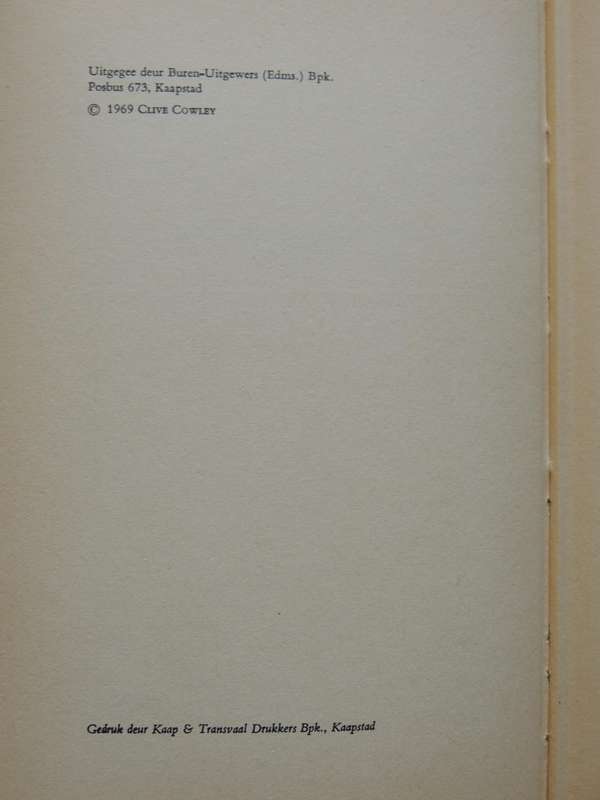 Uitgegee deur Buren-Uitgewers (Edms.) Bpk.
Posbus 673, Kaapstad
© 1969 CLIVE COWLEY
Gedruk deur Kaap & Transvaal Drukkers Bpk., Kaapstad